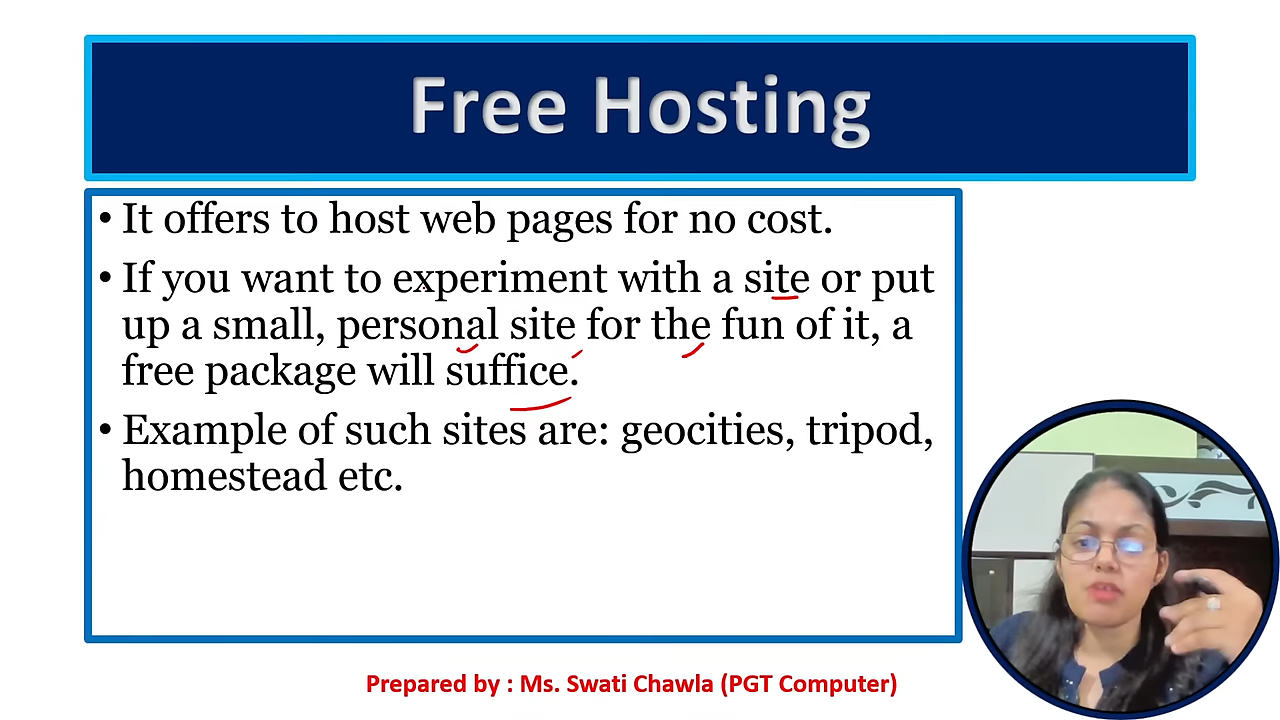 Free Hosting
• It offers to host web pages for no cost.
• If you want to experiment with a site or put
up a small, personal site for the fun of it, a
free package will suffice.
• Example of such sites are: geocities, tripod,
homestead etc.
Prepared by : Ms. Swati Chawla (PGT Computer)